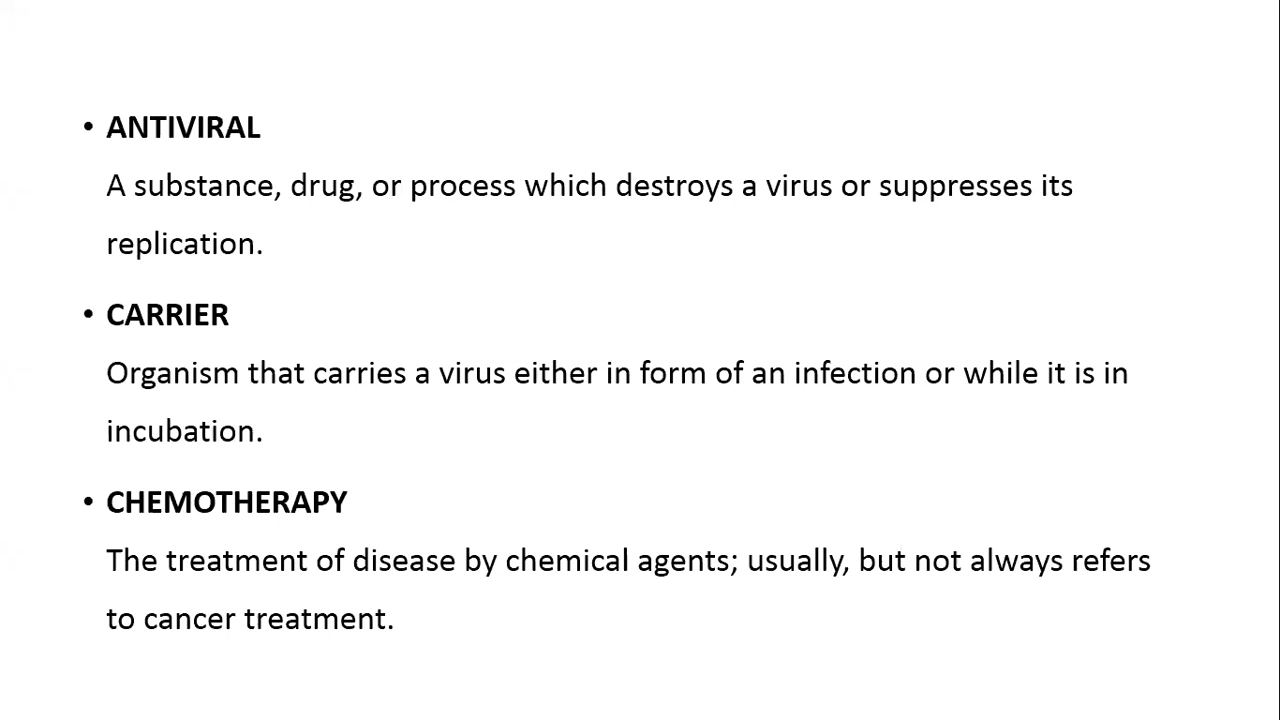 • ANTIVIRAL
A substance, drug, or process which destroys a virus or suppresses its
replication.
• CARRIER
Organism that carries a virus either in form of an infection or while it is in
incubation.
• CHEMOTHERAPY
The treatment of disease by chemical agents; usually, but not always refers
to cancer treatment.